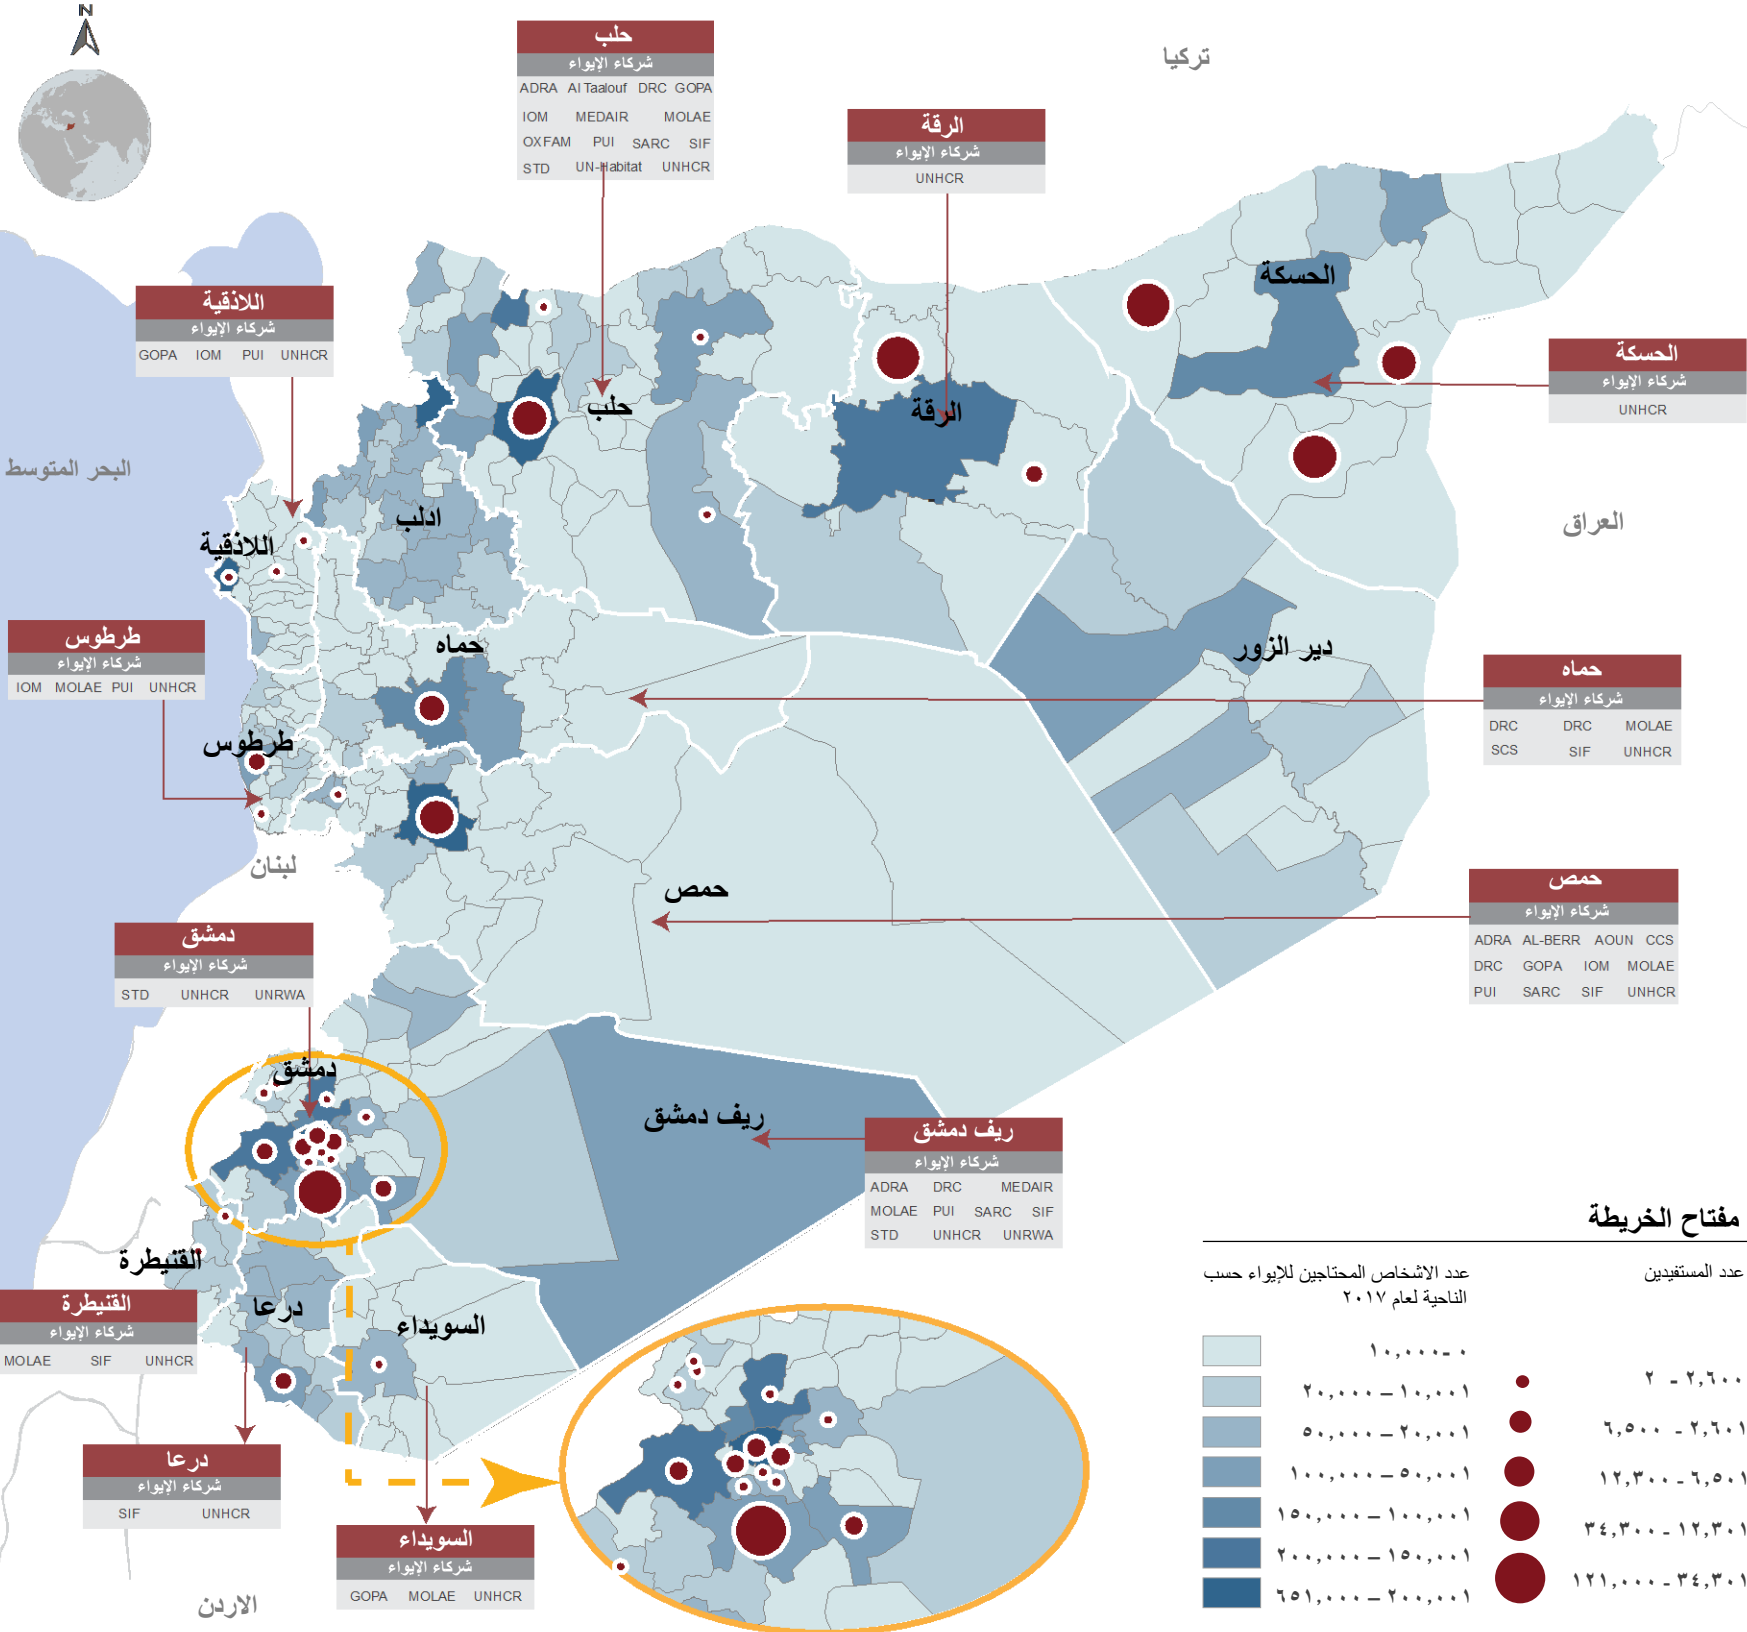 N
تركيا
حلب
شركاء الإيواء
ADRA Al Taalouf DRC GOPA
IOM MEDAIR MOLAE
OXFAM PUI SARC SIF
STD UN-Habitat UNHCR
الرقة
شركاء الإيواء
UNHCR
الحسكة
اللاذقية
شركاء الإيواء
GOPA IOM PUI UNHCR
الحسكة
شركاء الإيواء
UNHCR
حلب
الرقة
البحر المتوسط
ادلب
العراق
اللاذقية
طرطوس
شركاء الإيواء
IOM MOLAE PUI UNHCR
حماه
دير الزور
حماه
شركاء الإيواء
DRC DRC MOLAE
SCS SIF UNHCR
طرطوس
لبنان
حمص
حمص
شركاء الإيواء
ADRA AL-BERR AOUN CCS
DRC GOPA IOM MOLAE
PUI SARC SIF UNHCR
دمشق
شركاء الإيواء
STD UNHCR UNRWA
دمشق
ريف دمشق
ريف دمشق
شركاء الإيواء
ADRA DRC MEDAIR
MOLAE PUI SARC SIF
STD UNHCR UNRWA
القنيطرة
القنيطرة
شركاء الإيواء
MOLAE SIF UNHCR
درعا
السويداء
درعا
شركاء الإيواء
SIF UNHCR
السويداء
شركاء الإيواء
GOPA MOLAE UNHCR
الاردن
مفتاح الخريطة
عدد المستفيدين
٢ - ٢,٦٠٠
٢,٦٠١ - ٦,٥٠٠
٦,٥٠١ - ١٢,٣٠٠
١٢,٣٠١ - ٣٤,٣٠٠
٣٤,٣٠١ - ١٢١,٠٠٠
عدد الاشخاص المحتاجين للإيواء حسب
الناحية لعام ٢٠١٧
٠ - ١٠,٠٠٠
١٠,٠٠١ – ٢٠,٠٠٠
٢٠,٠٠١ – ٥٠,٠٠٠
٥٠,٠٠١ – ١٠٠,٠٠٠
١٠٠,٠٠١ – ١٥٠,٠٠٠
١٥٠,٠٠١ – ٢٠٠,٠٠٠
٢٠٠,٠٠١ – ٦٥١,٠٠٠